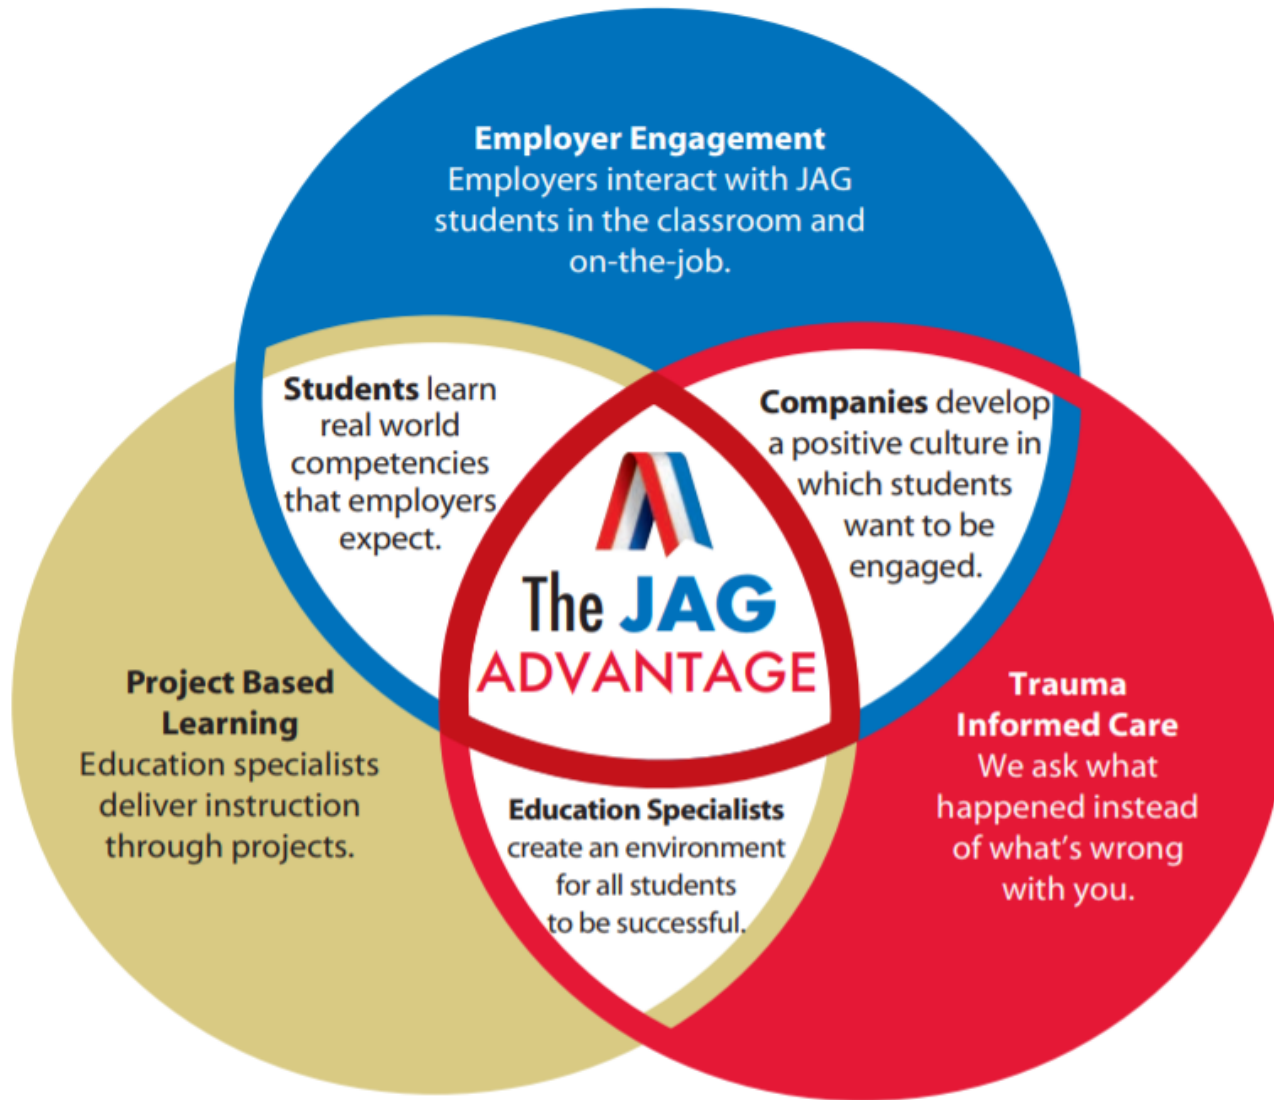 Employer Engagement
Employers interact with JAG
students in the classroom and
on-the-job.
Students learn
real world
competencies
that employers
expect.
Companies develop
a positive culture in
which students
want to be
engaged.
The JAG
ADVANTAGE
Project Based
Learning
Education specialists
deliver instruction
through projects.
Trauma
Informed Care
We ask what
happened instead
of what’s wrong
with you.
Education Specialists
create an environment
for all students
to be successful.